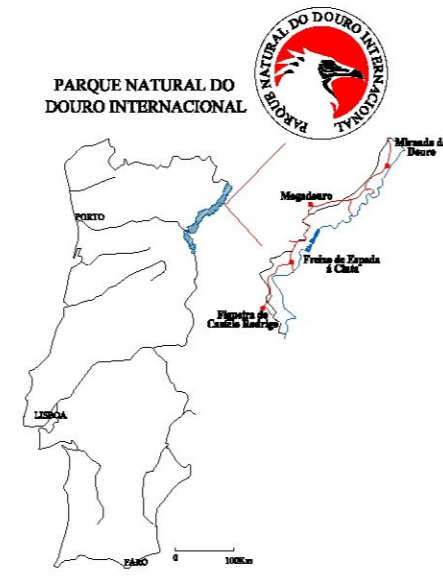 PARQUE NATURAL DO DOURO INTERNACIONAL
PARQUE NATURAL DO
DOURO INTERNACIONAL
Miranda do
Douro
Mogadouro
PORTO
Freixo de Espada
á Cinta
Figueira de
Castelo Rodrigo
LISBOA
FARO
0 100Km